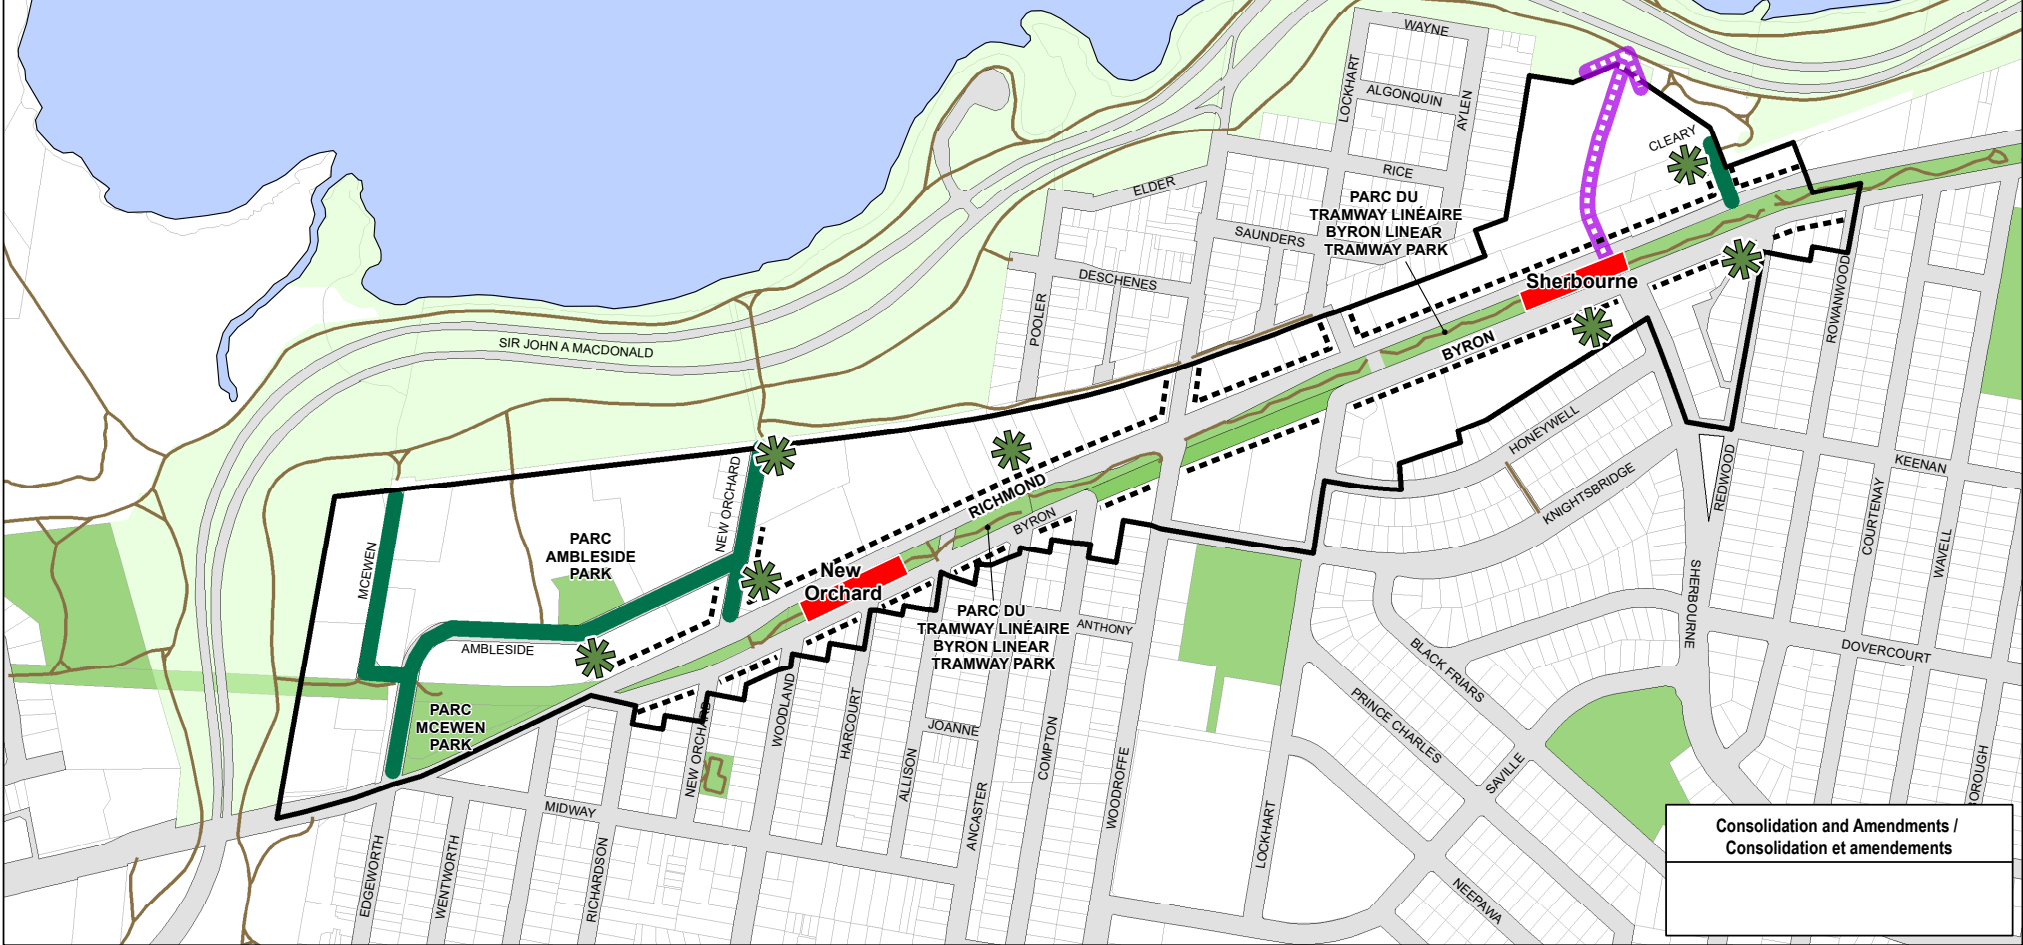 WAYNE
LOCKHART
ALGONQUIN
AYLEN
CLEARY
RICE
ELDER
PARC DU
TRAMWAY LINÉAIRE
BYRON LINEAR
TRAMWAY PARK
SAUNDERS
DESCHENES
Sherbourne
POOLER
ROWANWOOD
SIR JOHN A MACDONALD
BYRON
HONEYWELL
KEENAN
NEW ORCHARD
RICHMOND
KNIGHTSBRIDGE
REDWOOD
COURTENAY
WAVELL
BYRON
PARC
AMBLESIDE
PARK
MCEWEN
New
Orchard
SHERBOURNE
PARC DU
TRAMWAY LINÉAIRE
BYRON LINEAR
TRAMWAY PARK
ANTHONY
AMBLESIDE
DOVERCOURT
BLACK FRIARS
PARC
MCEWEN
PARK
WOODLAND
HARCOURT
JOANNE
COMPTON
PRINCE CHARLES
NEW ORCHARD
ALLISON
WOODROFFE
SAVILLE
OROUGH
MIDWAY
ANCASTER
LOCKHART
EDGEWORTH
WENTWORTH
RICHARDSON
NEEPAWA
Consolidation and Amendments /
Consolidation et amendements